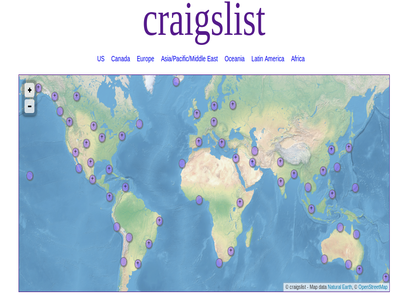 craigslist
US Canada Europe Asia/Pacific/Middle East Oceania Latin America Africa
+
-
© craigslist - Map data Natural Earth, © OpenStreetMap